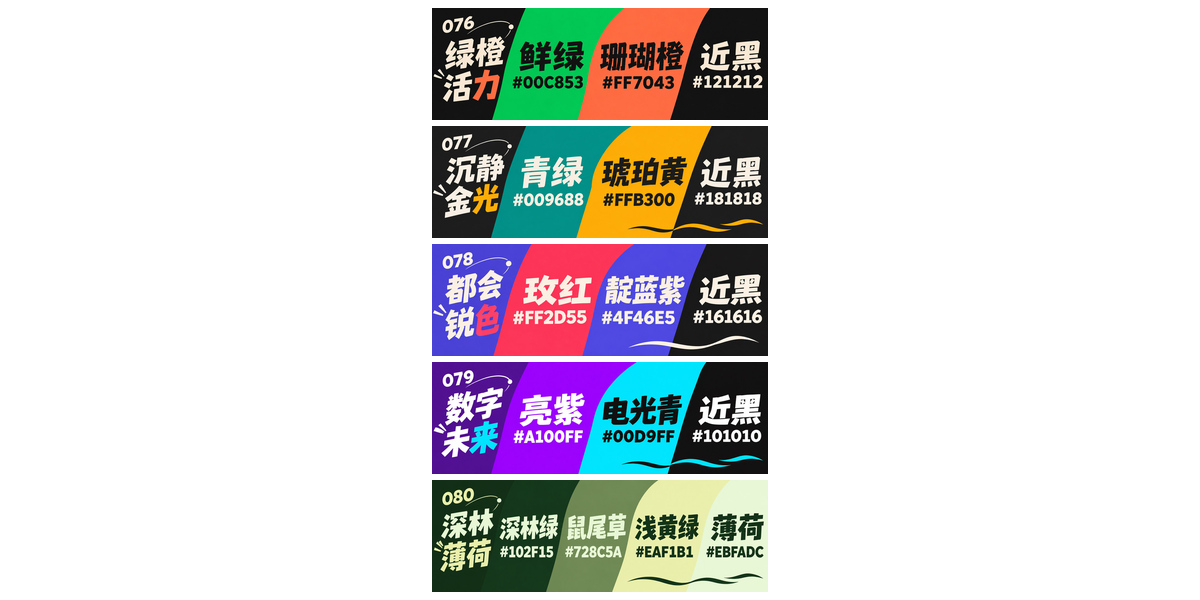 076
绿橙
活力
鲜绿
#00C853
珊瑚橙
#FF7043
近黑
#121212
077
沉静
金光
青绿
#009688
琥珀黄
#FFB300
近黑
#181818
078
都会
锐色
玫红
#FF2D55
靛蓝紫
#4F46E5
近黑
#161616
079
数字
未来
亮紫
#A100FF
电光青
#00D9FF
近黑
#101010
080
深林
薄荷
深林绿
#102F15
鼠尾草
#728C5A
浅黄绿
#EAF1B1
薄荷
#EBFADC